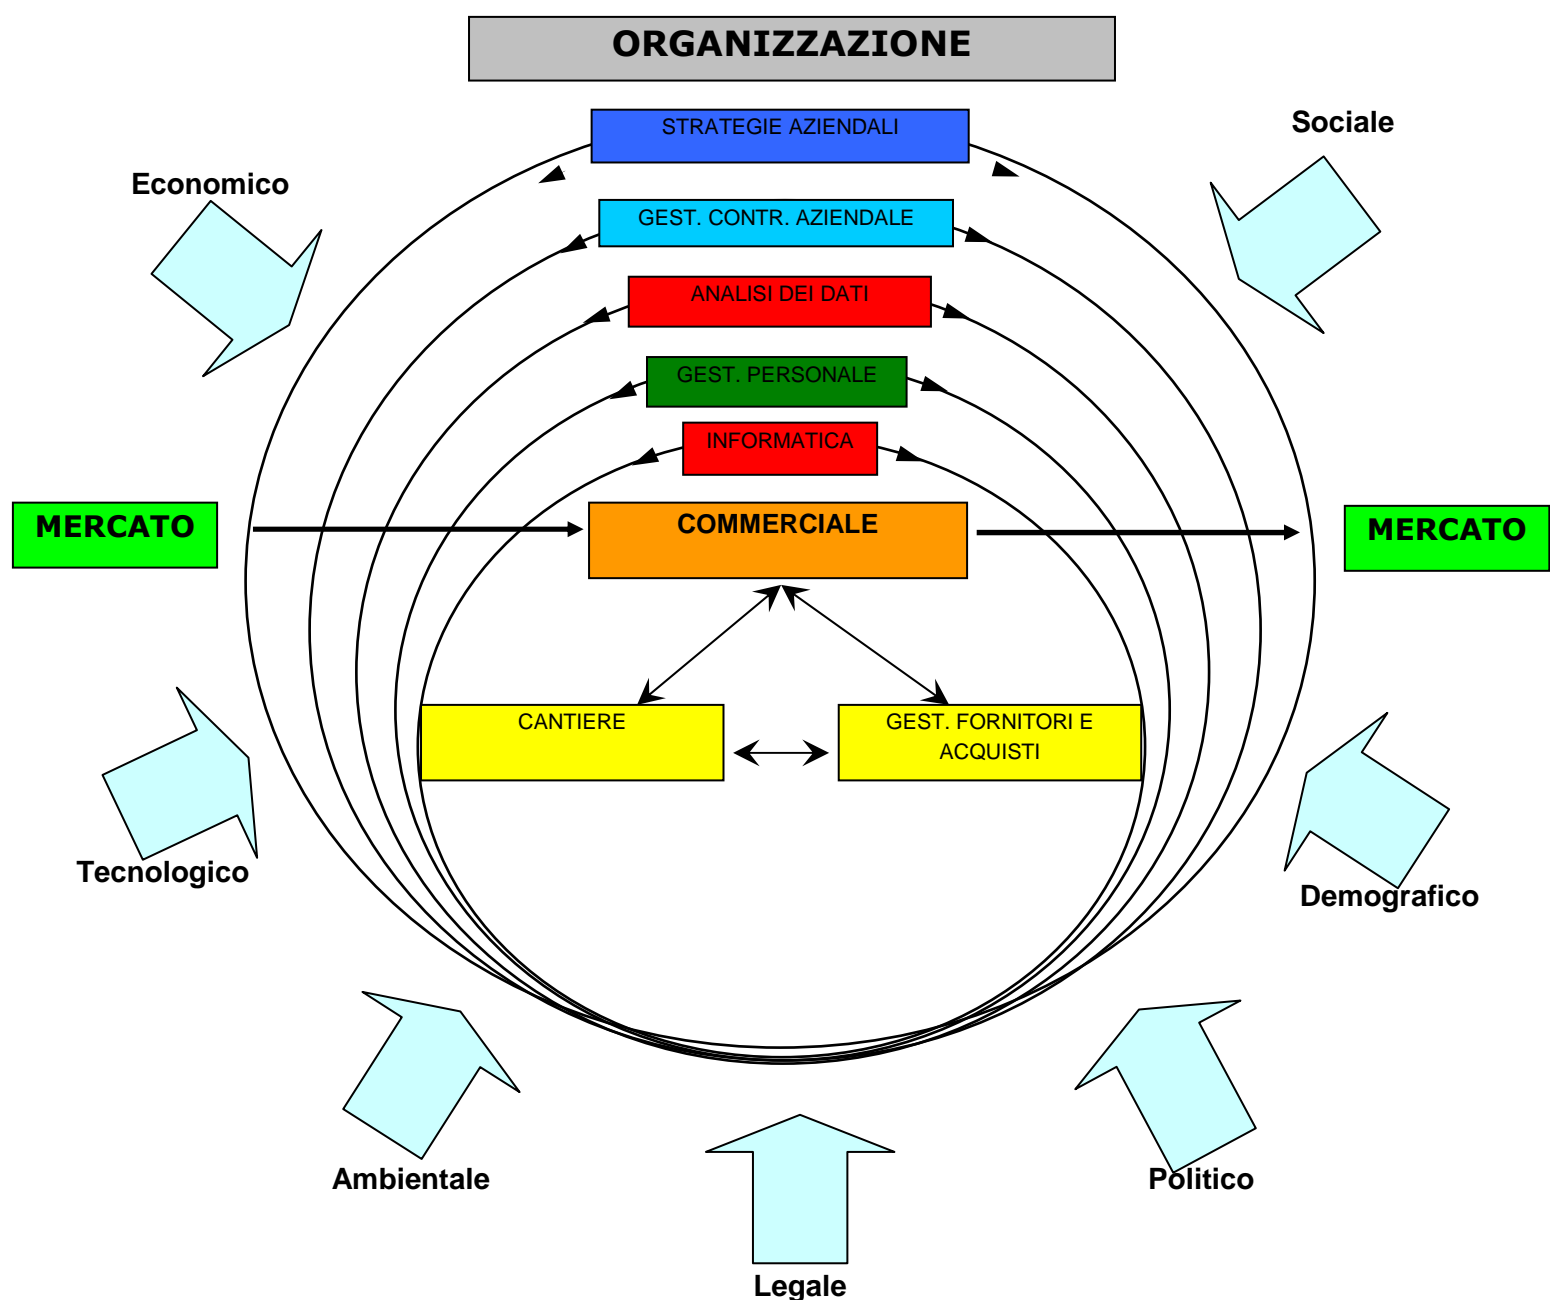 ORGANIZZAZIONE
STRATEGIE AZIENDALI
Sociale
Economico
GEST. CONTR. AZIENDALE
ANALISI DEI DATI
GEST. PERSONALE
INFORMATICA
MERCATO
COMMERCIALE
MERCATO
CANTIERE
GEST. FORNITORI E
ACQUISTI
Tecnologico
Demografico
Ambientale
Politico
Legale